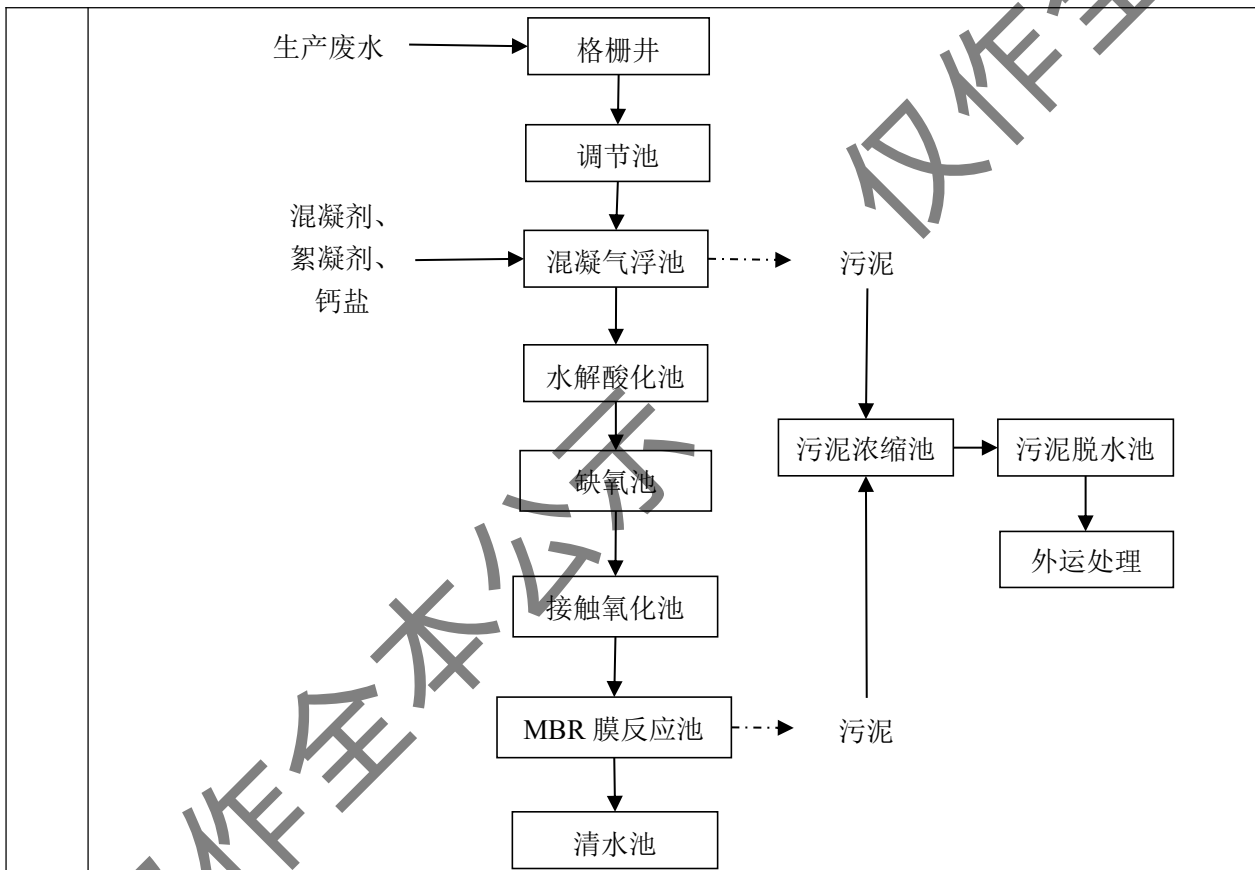 生产废水
格栅井
调节池
混凝剂、
絮凝剂、
钙盐
混凝气浮池
污泥
水解酸化池
污泥浓缩池
污泥脱水池
缺氧池
外运处理
接触氧化池
MBR 膜反应池
污泥
清水池
仅作全
作全本公示